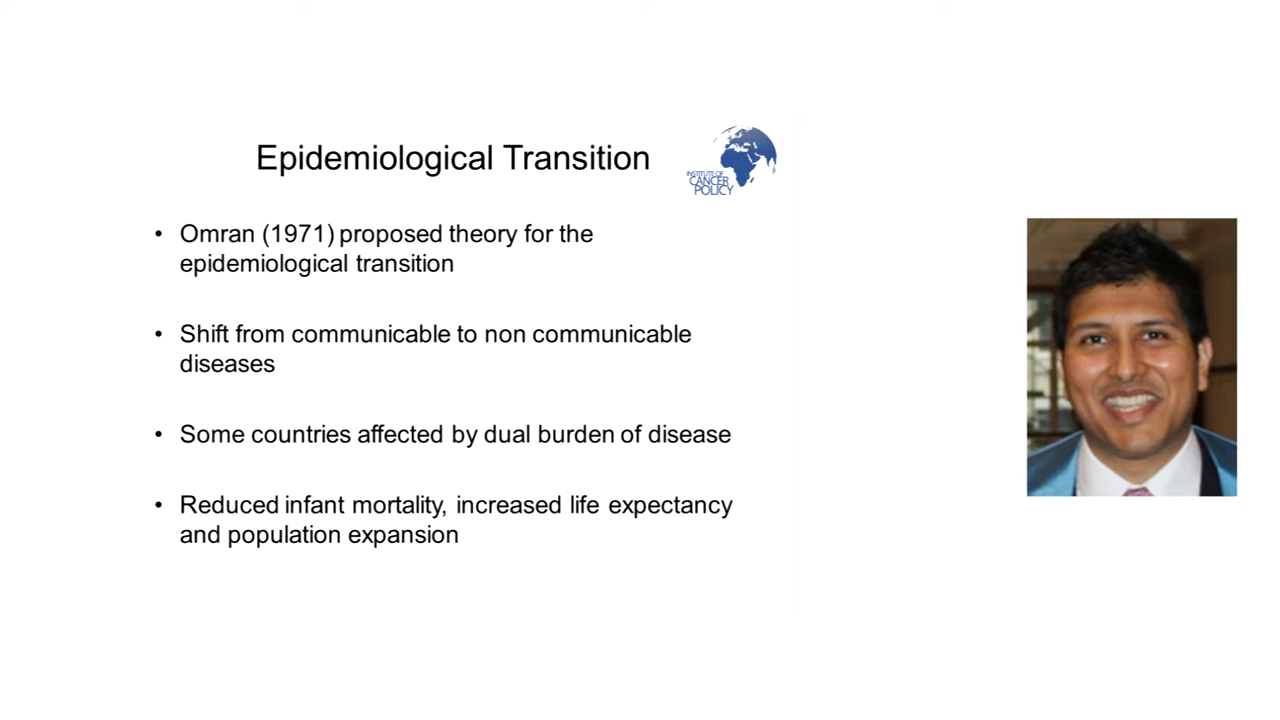 Epidemiological Transition
INSTITUTE OF
CANCER
POLICY
• Omran (1971) proposed theory for the
epidemiological transition
• Shift from communicable to non communicable
diseases
• Some countries affected by dual burden of disease
• Reduced infant mortality, increased life expectancy
and population expansion